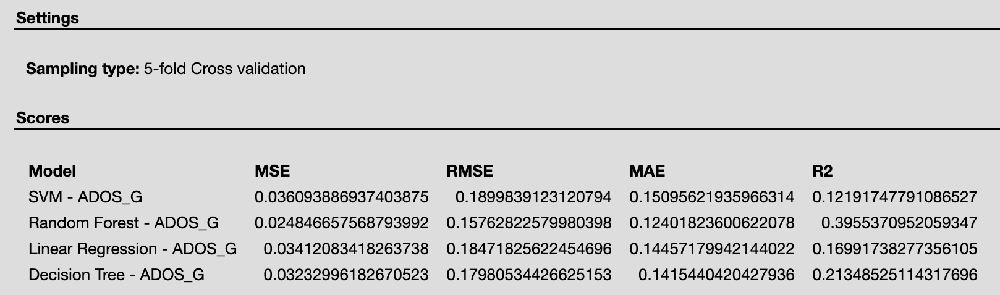 Settings
Sampling type: 5-fold Cross validation
Scores
Model MSE RMSE MAE R2
SVM - ADOS_G 0.036093886937403875 0.1899839123120794 0.15095621935966314 0.12191747791086527
Random Forest - ADOS_G 0.024846657568793992 0.15762822579980398 0.12401823600622078 0.3955370952059347
Linear Regression - ADOS_G 0.03412083418263738 0.18471825622454696 0.14457179942144022 0.16991738277356105
Decision Tree - ADOS_G 0.03232996182670523 0.17980534426625153 0.1415440420427936 0.21348525114317696